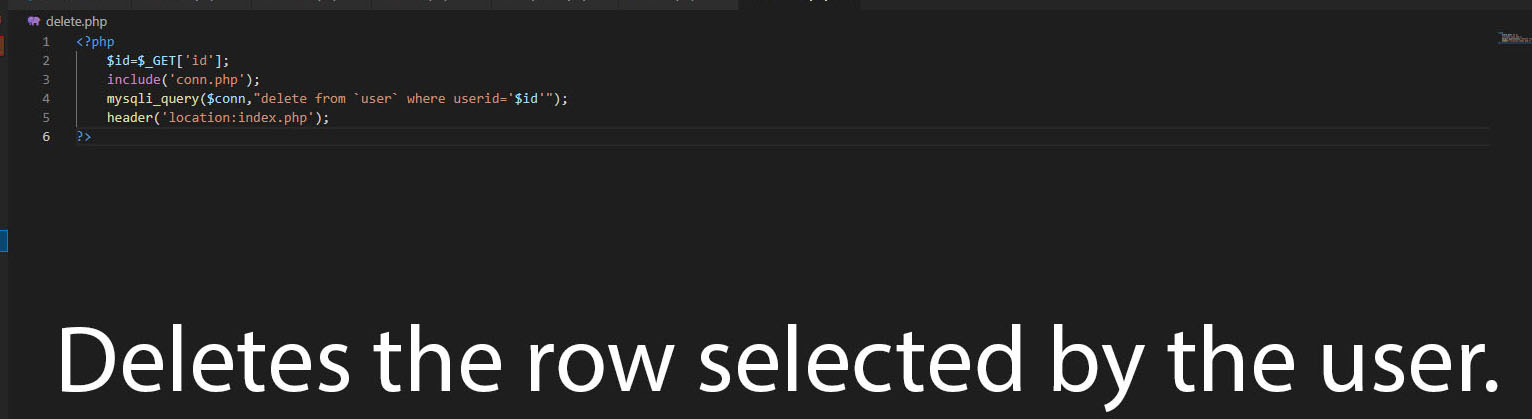 delete.php
1 <?php
2 $id=$_GET['id'];
3 include('conn.php');
4 mysqli_query($conn,"delete from `user` where userid='$id'");
5 header('location:index.php');
6 ?>
Deletes the row selected by the user.